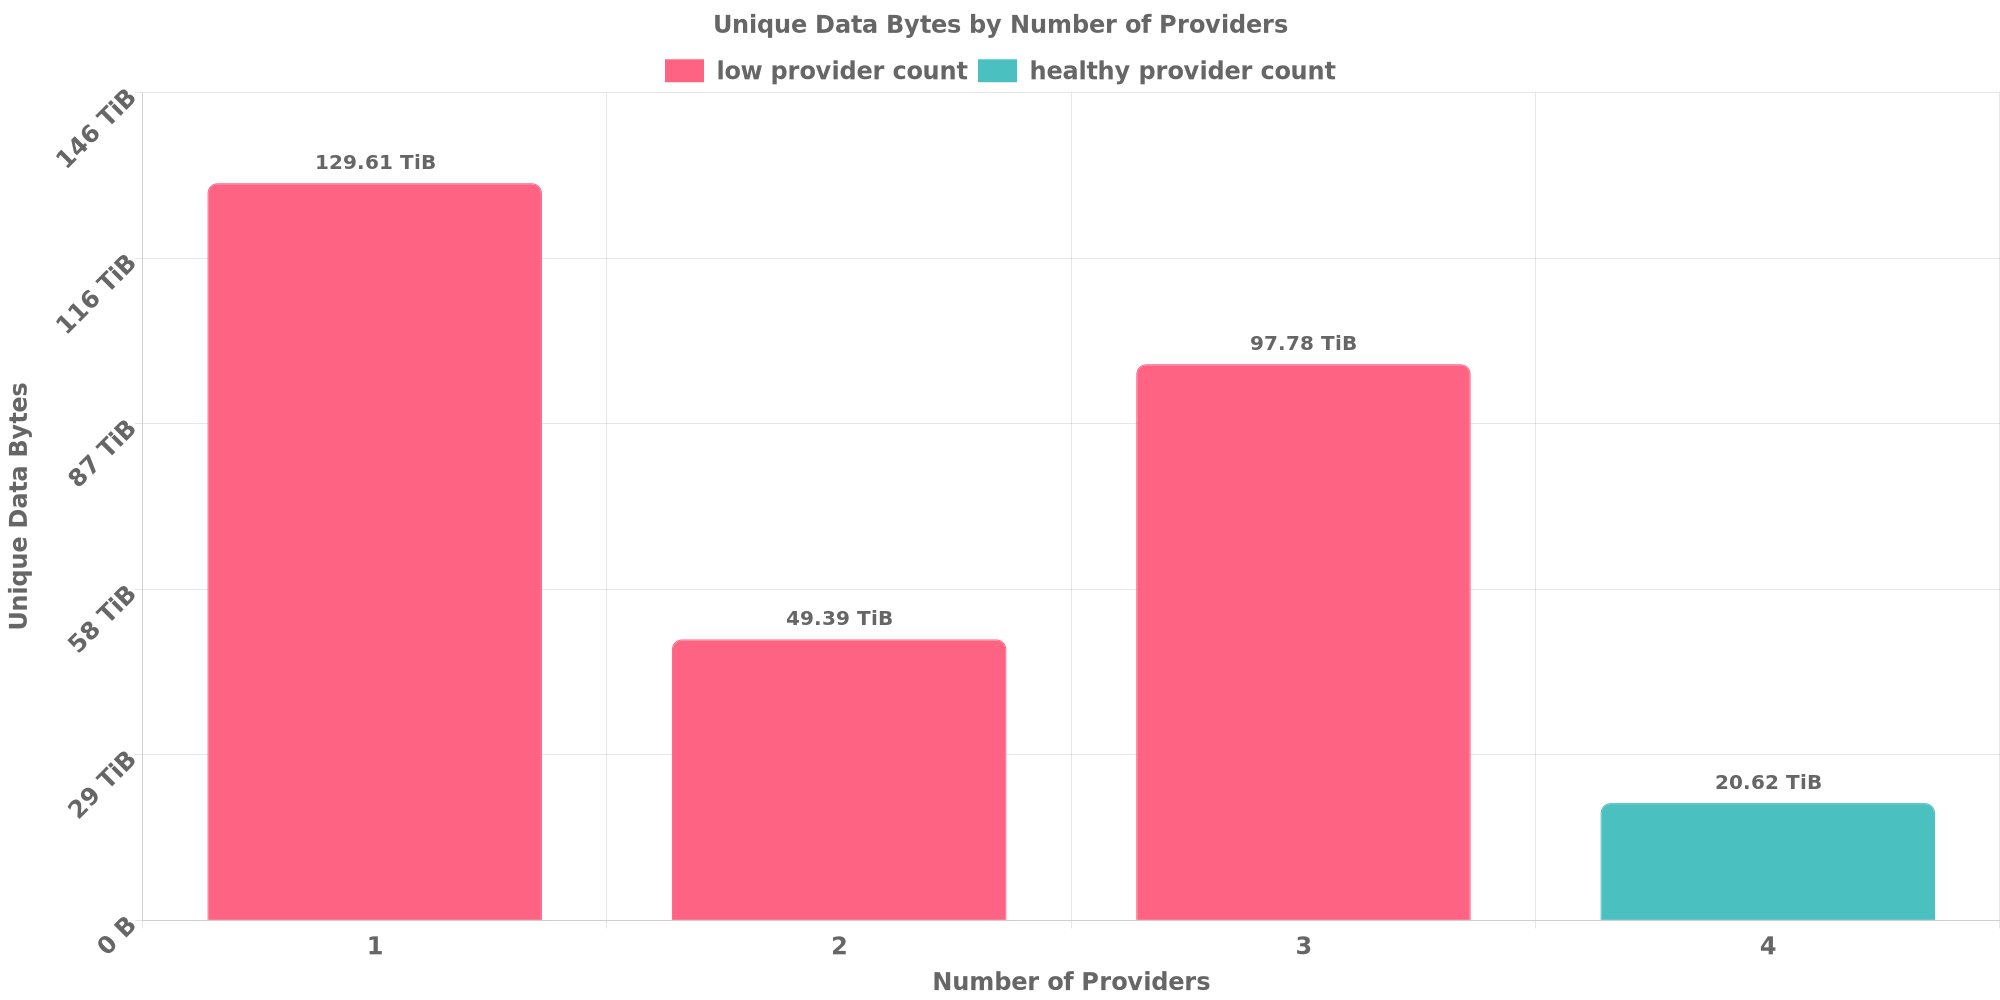 Unique Data Bytes by Number of Providers
low provider count
healthy provider count
146 TiB
116 TiB
87 TiB
58 TiB
29 TiB
0 B
Unique Data Bytes
129.61 TiB
49.39 TiB
97.78 TiB
20.62 TiB
1
2
3
4
Number of Providers